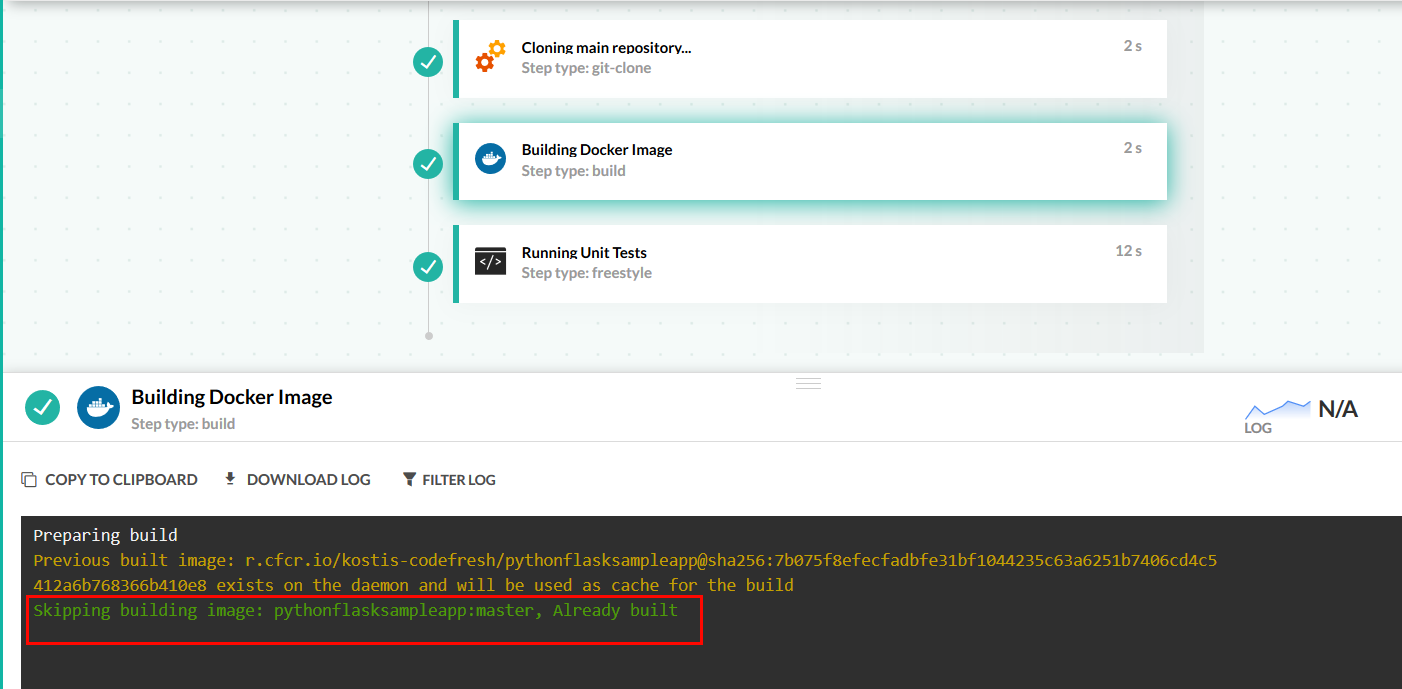 Cloning main repository...
2 s
Step type: git-clone
Building Docker Image
2 s
Step type: build
</>
Running Unit Tests
12 s
Step type: freestyle
Building Docker Image
Step type: build
LOG
N/A
COPY TO CLIPBOARD
DOWNLOAD LOG
FILTER LOG
Preparing build
Previous built image: r.cfcr.io/kostis-codefresh/pythonflasksampleapp@sha256:7b075f8efecfadbfe31bf1044235c63a6251b7406cd4c5
412a6b768366b410e8 exists on the daemon and will be used as cache for the build
Skipping building image: pythonflasksampleapp:master, Already built